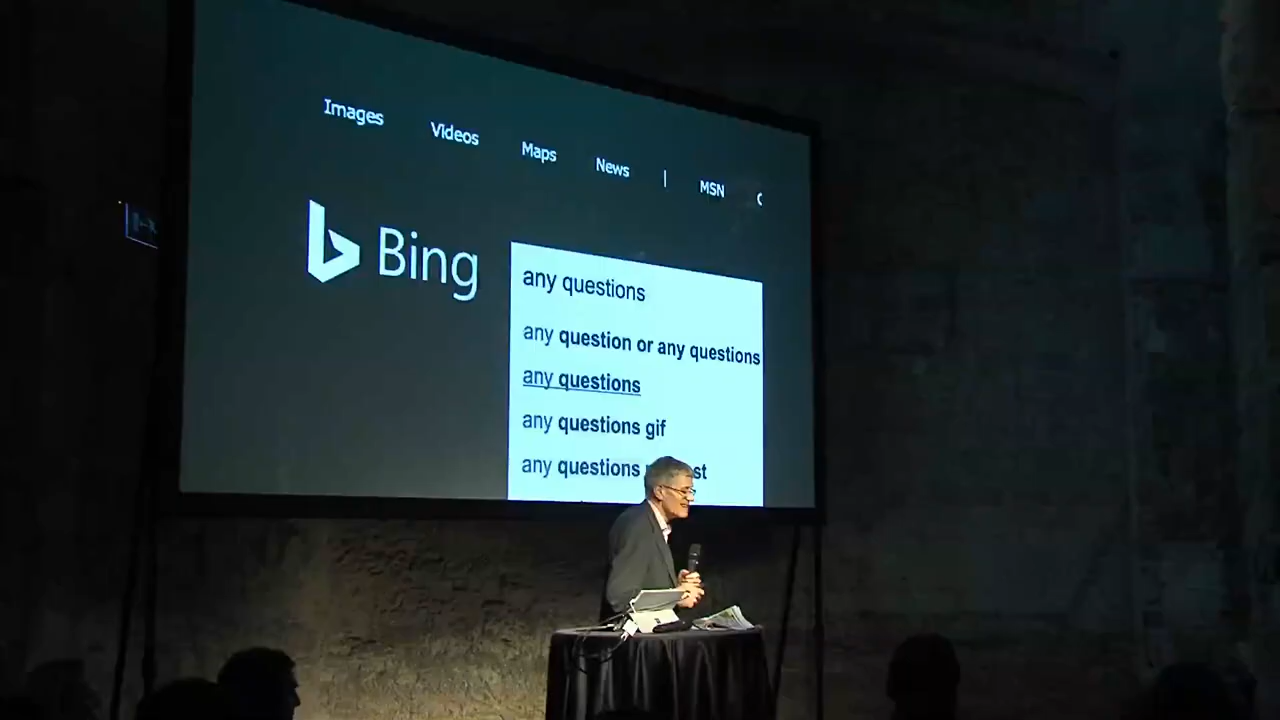 Images Videos Maps News | MSN
Bing
any questions
any question or any questions
any questions
any questions gif
any questions